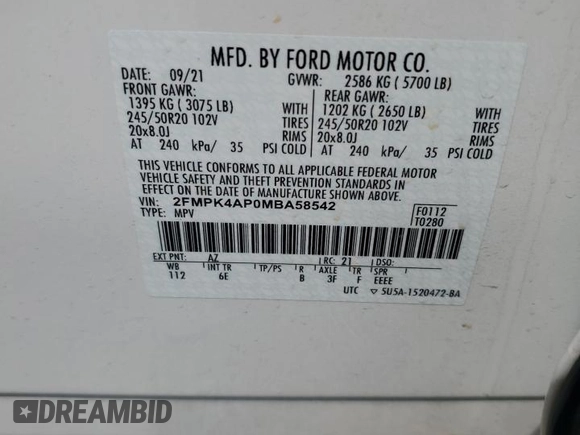 MFD. BY FORD MOTOR CO.
DATE: 09/21 GVWR: 2586 KG ( 5700 LB)
FRONT GAWR: REAR GAWR:
1395 KG ( 3075 LB) WITH 1202 KG ( 2650 LB) WITH
245/50R20 102V TIRES 245/50R20 102V TIRES
20x8.0J RIMS 20x8.0J RIMS
AT 240 kPa/ 35 PSI COLD AT 240 kPa/ 35 PSI COLD
THIS VEHICLE CONFORMS TO ALL APPLICABLE FEDERAL MOTOR
VEHICLE SAFETY AND THEFT PREVENTION STANDARDS IN
EFFECT ON THE DATE OF MANUFACTURE SHOWN ABOVE.
VIN: 2FMPK4AP0MBA58542 F0112
TYPE: MPV T0280
EXT PNT: AZ RC: 21 DSO:
WB INT TR TP/PS R AXLE TR SPR
112 6E B 3F F EEEE
UTC ▽ 5U5A-1520472-BA
DREAMBID